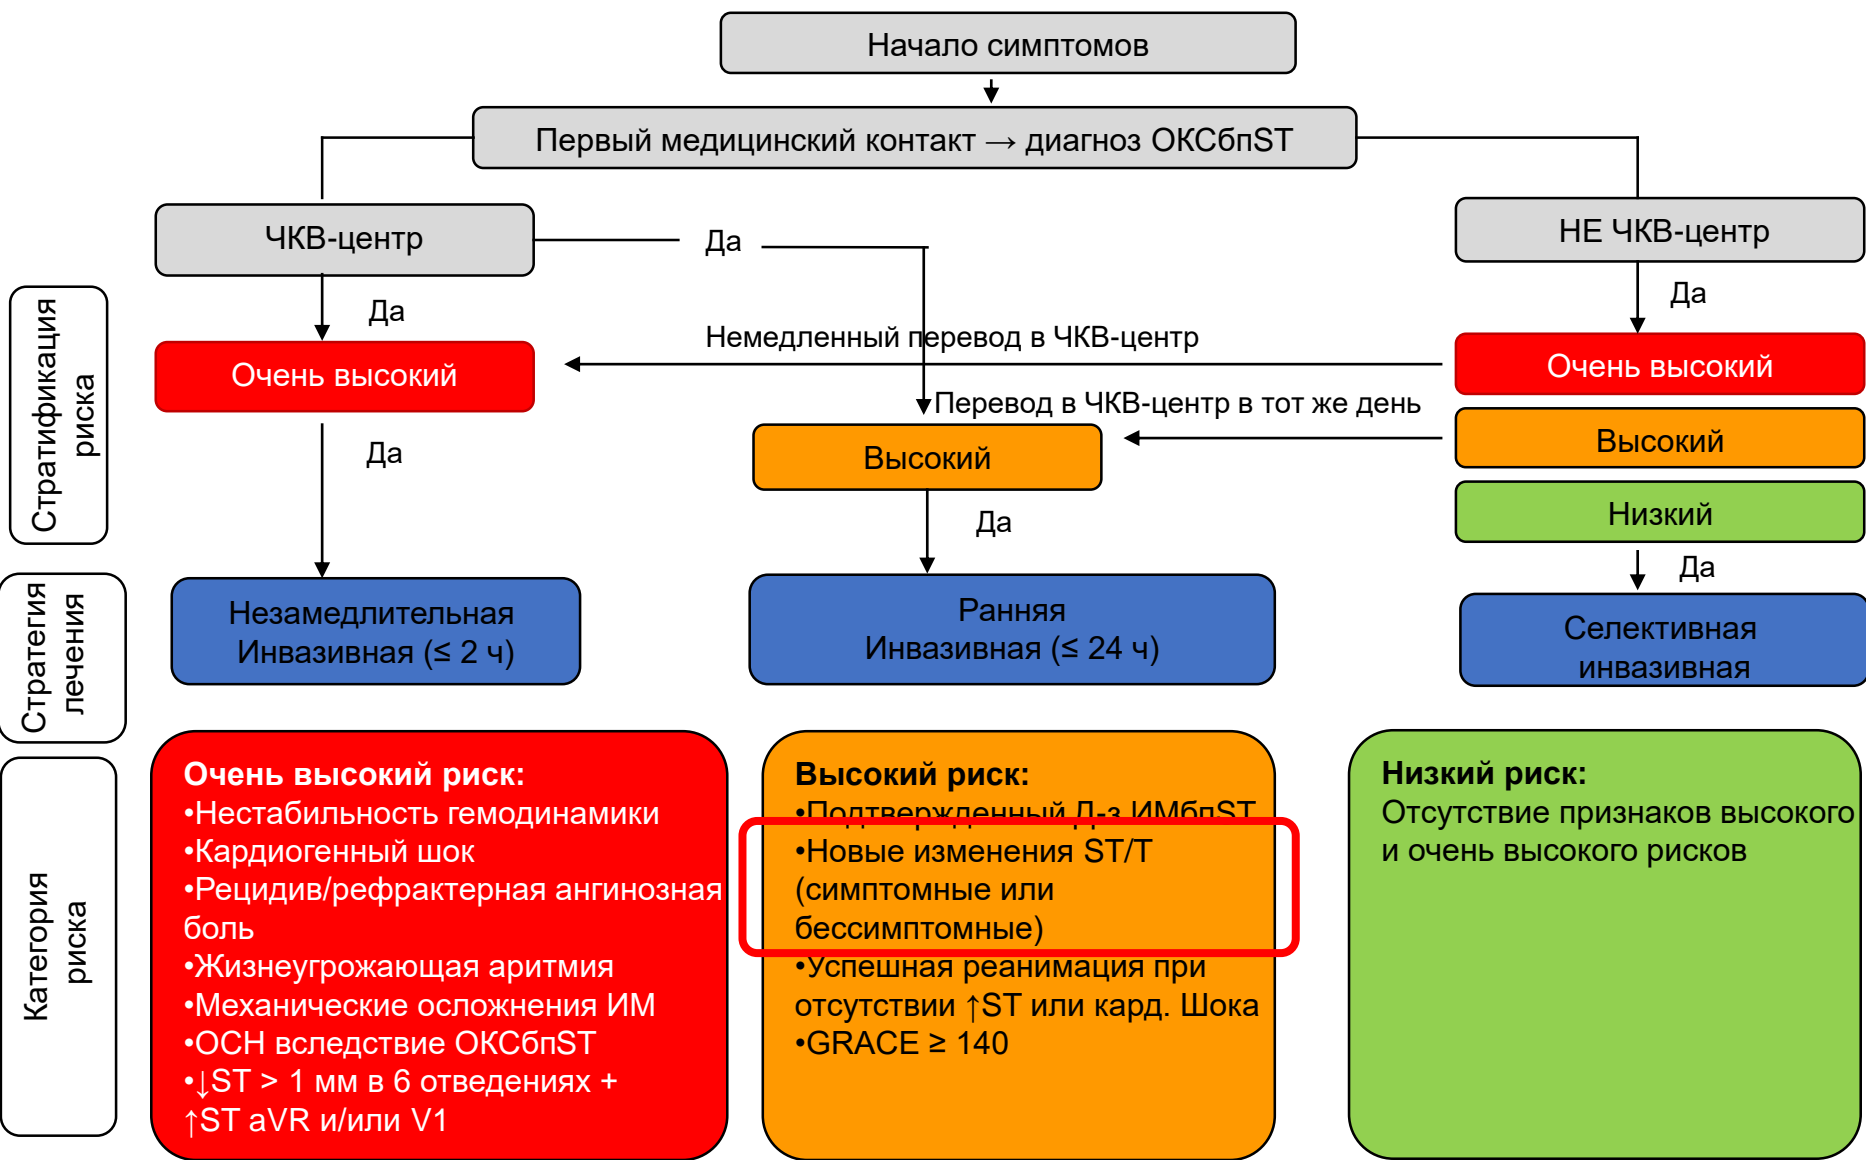 Начало симптомов
Первый медицинский контакт → диагноз ОКСбпST
ЧКВ-центр
Да
НЕ ЧКВ-центр
Да
Да
Стратификация
риска
Немедленный перевод в ЧКВ-центр
Очень высокий
Очень высокий
Перевод в ЧКВ-центр в тот же день
Да
Высокий
Высокий
Низкий
Да
Да
Стратегия
лечения
Незамедлительная
Инвазивная (≤ 2 ч)
Ранняя
Инвазивная (≤ 24 ч)
Селективная
инвазивная
Категория
риска
Очень высокий риск:
•Нестабильность гемодинамики
•Кардиогенный шок
•Рецидив/рефрактерная ангинозная
боль
•Жизнеугрожающая аритмия
•Механические осложнения ИМ
•ОСН вследствие ОКСбпST
•↓ST > 1 мм в 6 отведениях +
↑ST aVR и/или V1
Высокий риск:
•Подтвержденный Д-з ИМбпST
•Новые изменения ST/T
(симптомные или
бессимптомные)
•Успешная реанимация при
отсутствии ↑ST или кард. Шока
•GRACE ≥ 140
Низкий риск:
Отсутствие признаков высокого
и очень высокого рисков